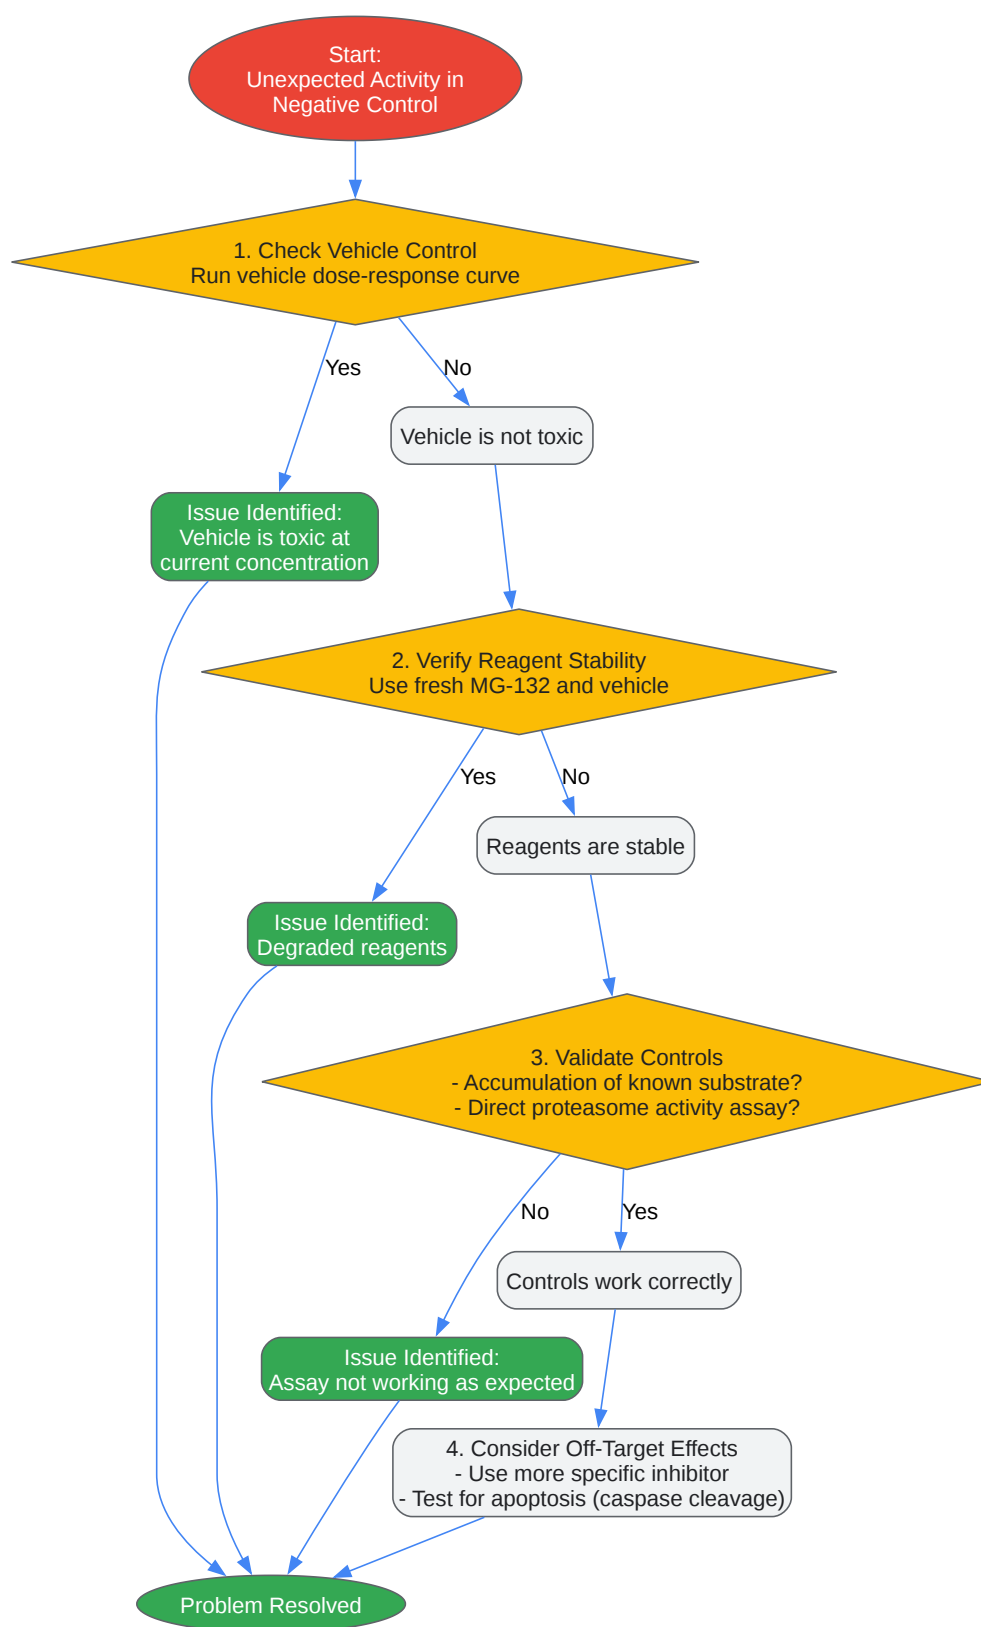 Start:
Unexpected Activity in
Negative Control
1. Check Vehicle Control
Run vehicle dose-response curve
Yes
No
Vehicle is not toxic
Issue Identified:
Vehicle is toxic at
current concentration
2. Verify Reagent Stability
Use fresh MG-132 and vehicle
Yes
No
Reagents are stable
Issue Identified:
Degraded reagents
3. Validate Controls
- Accumulation of known substrate?
- Direct proteasome activity assay?
No
Yes
Controls work correctly
Issue Identified:
Assay not working as expected
4. Consider Off-Target Effects
- Use more specific inhibitor
- Test for apoptosis (caspase cleavage)
Problem Resolved